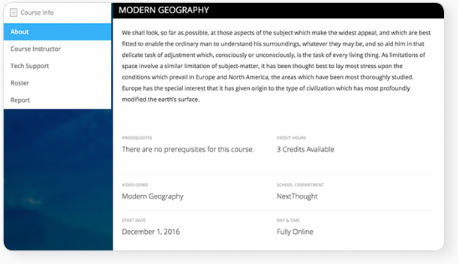 Course Info
About
Course Instructor
Tech Support
Roster
Report
MODERN GEOGRAPHY
We shall look, so far as possible, at those aspects of the subject which make the widest appeal, and which are best
fitted to enable the ordinary man to understand his surroundings, whatever they may be, and so aid him in that
delicate task of adjustment which, consciously or unconsciously, is the task of every living thing. As limitations of
space involve a similar limitation of subject-matter, it has been thought best to lay most stress upon the
conditions which prevail in Europe and North America, the areas which have been most thoroughly studied.
Europe has the special interest that it has given origin to the type of civilization which has most profoundly
modified the earth's surface.
PREREQUISITES
There are no prerequisites for this course.
CREDIT HOURS
3 Credits Available
VIDEO DEMO
Modern Geography
SCHOOL / DEPARTMENT
NextThought
START DATE
December 1, 2016
DAY & TIME
Fully Online